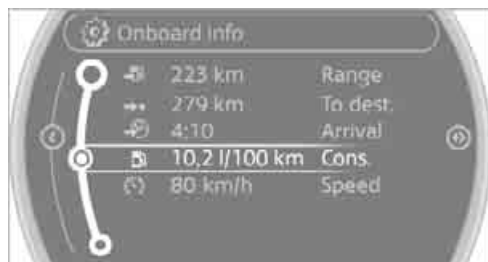 Onboard info
223 km Range
279 km To dest.
4:10 Arrival
10,2 l/100 km Cons.
80 km/h Speed